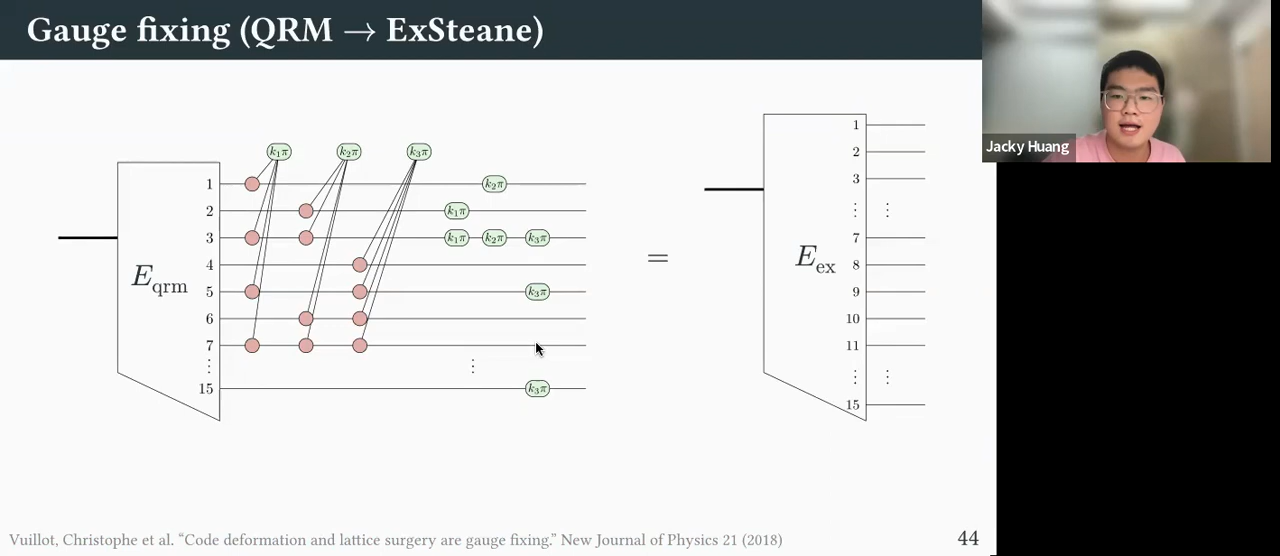 Gauge fixing (QRM → ExSteane)
Jacky Huang
k₁π k₂π k₃π
1 k₂π
2 k₁π
3 k₁π k₂π k₃π
4
5 k₃π
6
7
⋮ ⋮
15 k₃π
E_qrm
=
1
2
3
⋮ ⋮
7
8
9
10
11
⋮ ⋮
15
E_ex
Vuillot, Christophe et al. “Code deformation and lattice surgery are gauge fixing.” New Journal of Physics 21 (2018)
44